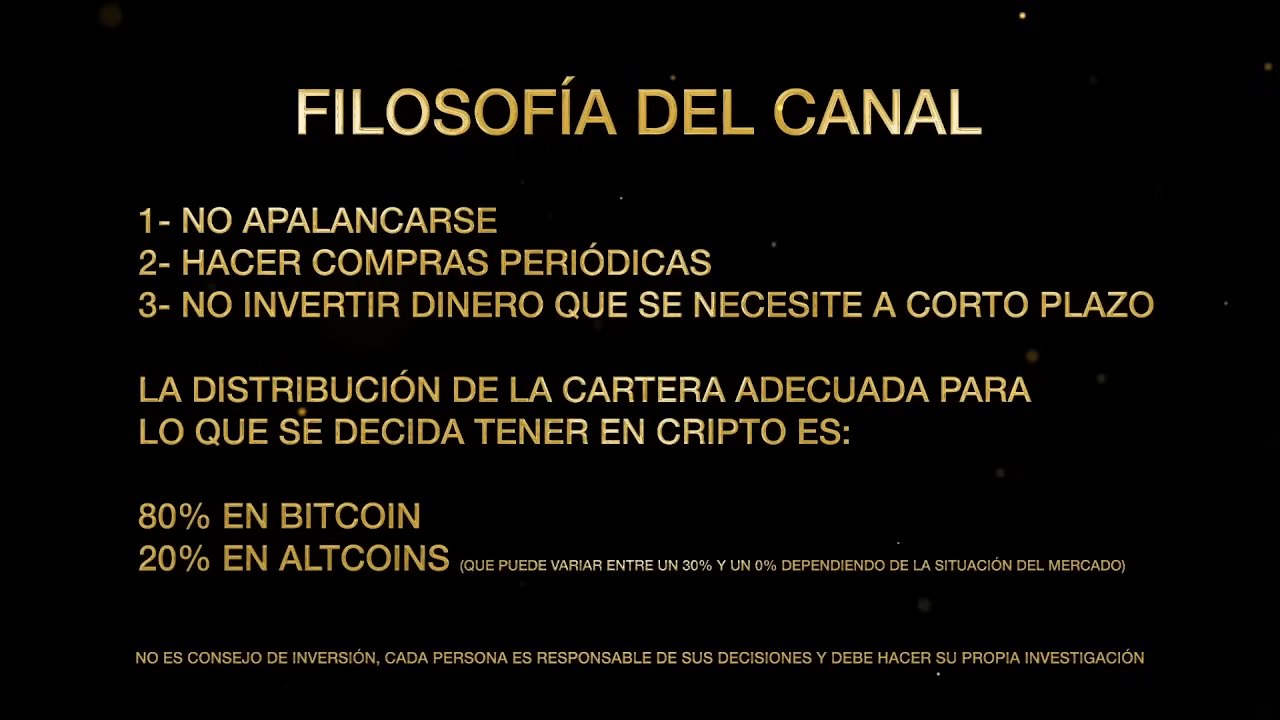 FILOSOFÍA DEL CANAL
1- NO APALANCARSE
2- HACER COMPRAS PERIÓDICAS
3- NO INVERTIR DINERO QUE SE NECESITE A CORTO PLAZO
LA DISTRIBUCIÓN DE LA CARTERA ADECUADA PARA
LO QUE SE DECIDA TENER EN CRIPTO ES:
80% EN BITCOIN
20% EN ALTCOINS (QUE PUEDE VARIAR ENTRE UN 30% Y UN 0% DEPENDIENDO DE LA SITUACIÓN DEL MERCADO)
NO ES CONSEJO DE INVERSIÓN, CADA PERSONA ES RESPONSABLE DE SUS DECISIONES Y DEBE HACER SU PROPIA INVESTIGACIÓN